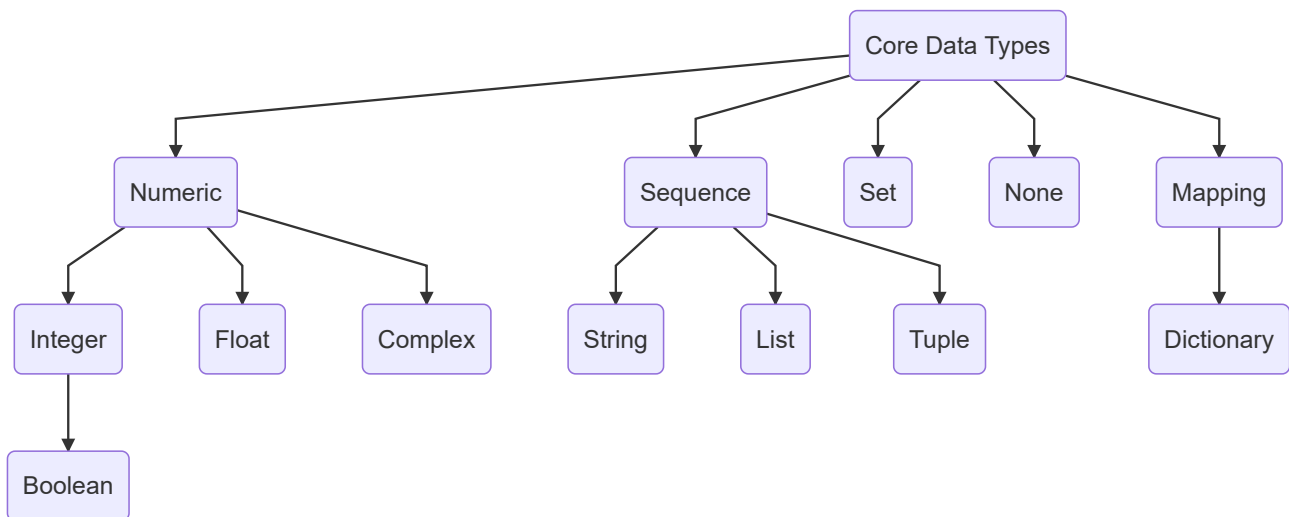 Core Data Types
Numeric
Sequence
Set
None
Mapping
Integer
Float
Complex
String
List
Tuple
Dictionary
Boolean